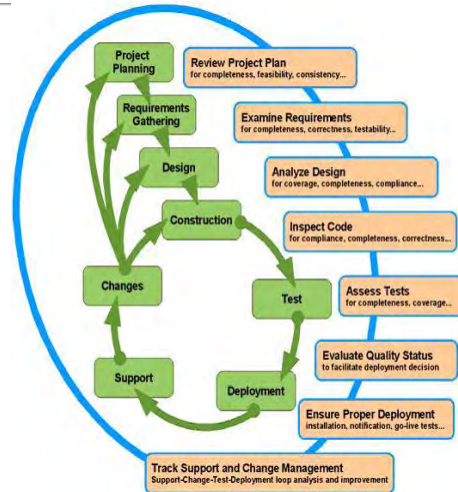 Project
Planning
Review Project Plan
for completeness, feasibility, consistency...
Requirements
Gathering
Examine Requirements
for completeness, correctness, testability...
Design
Analyze Design
for coverage, completeness, compliance...
Construction
Inspect Code
for compliance, completeness, correctness...
Changes
Test
Assess Tests
for completeness, coverage...
Support
Deployment
Evaluate Quality Status
to facilitate deployment decision
Ensure Proper Deployment
installation, notification, go-live tests...
Track Support and Change Management
Support-Change-Test-Deployment loop analysis and improvement